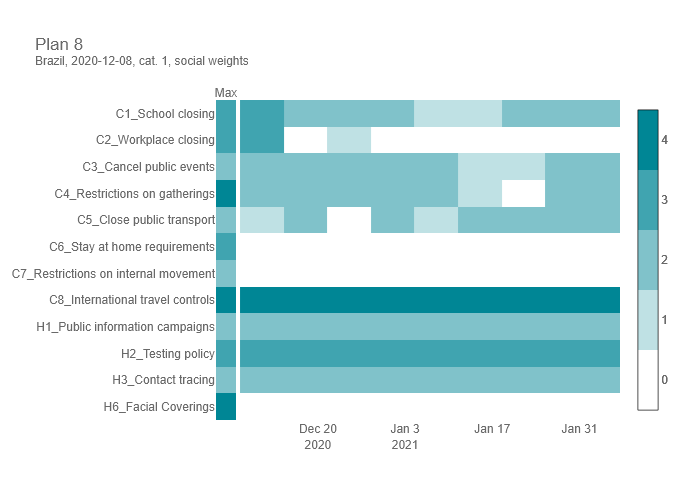 Plan 8
Brazil, 2020-12-08, cat. 1, social weights
Max
C1_School closing
C2_Workplace closing
C3_Cancel public events
C4_Restrictions on gatherings
C5_Close public transport
C6_Stay at home requirements
C7_Restrictions on internal movement
C8_International travel controls
H1_Public information campaigns
H2_Testing policy
H3_Contact tracing
H6_Facial Coverings
Dec 20 Jan 3 Jan 17 Jan 31
2020 2021
4
3
2
1
0